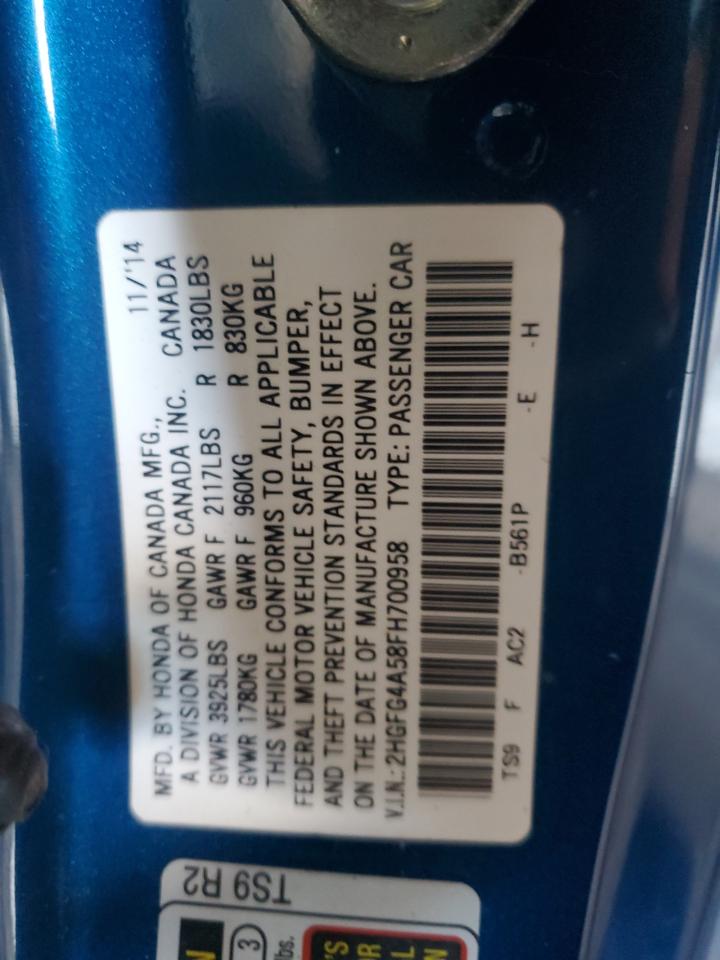 MFD. BY HONDA OF CANADA MFG., 11/'14
A DIVISION OF HONDA CANADA INC. CANADA
GVWR 3925LBS GAWR F 2117LBS R 1830LBS
GVWR 1780KG GAWR F 960KG R 830KG
THIS VEHICLE CONFORMS TO ALL APPLICABLE
FEDERAL MOTOR VEHICLE SAFETY, BUMPER,
AND THEFT PREVENTION STANDARDS IN EFFECT
ON THE DATE OF MANUFACTURE SHOWN ABOVE.
V.I.N.: 2HGFG4A58FH700958 TYPE: PASSENGER CAR
TS9 F AC2 -B561P -E -H
TS9 R2
N
3
lbs.
'S
R
L
N